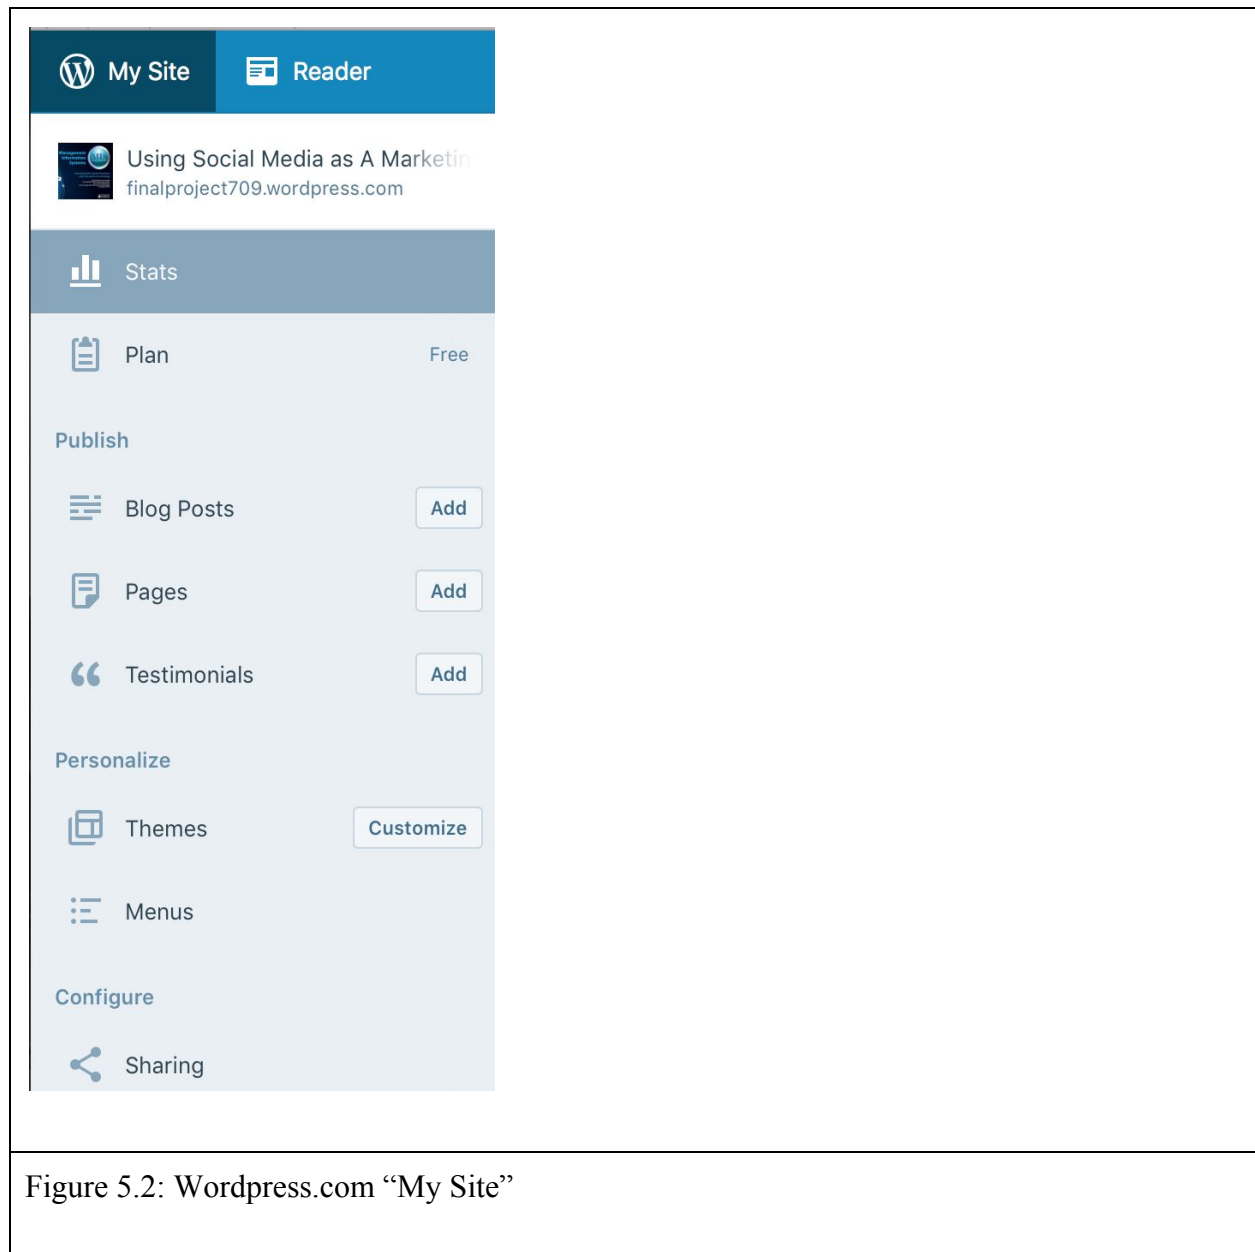 My Site Reader
Using Social Media as A Marketin
finalproject709.wordpress.com
Stats
Plan Free
Publish
Blog Posts Add
Pages Add
Testimonials Add
Personalize
Themes Customize
Menus
Configure
Sharing
Figure 5.2: Wordpress.com “My Site”